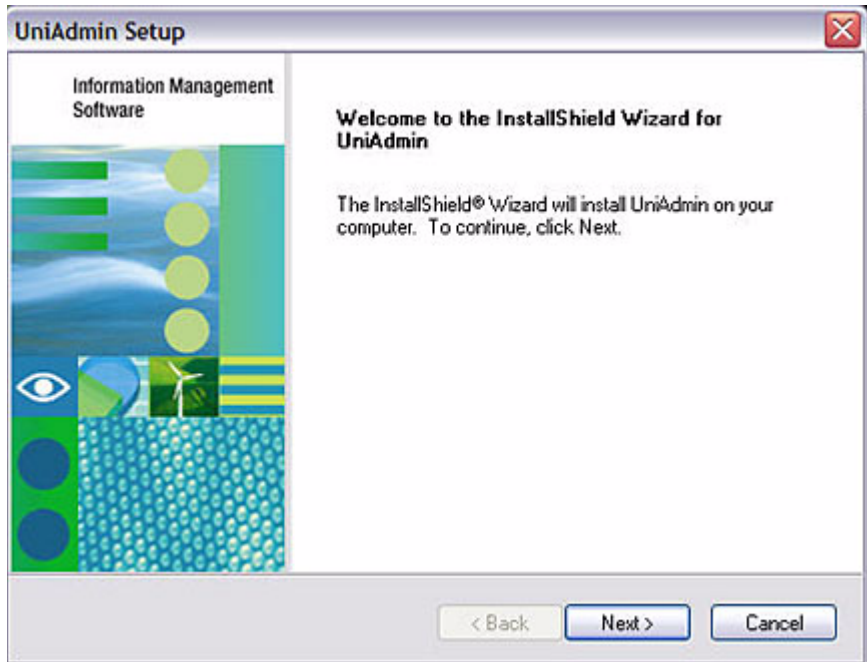 UniAdmin Setup
Information Management
Software
Welcome to the InstallShield Wizard for
UniAdmin
The InstallShield® Wizard will install UniAdmin on your
computer. To continue, click Next.
< Back
Next >
Cancel